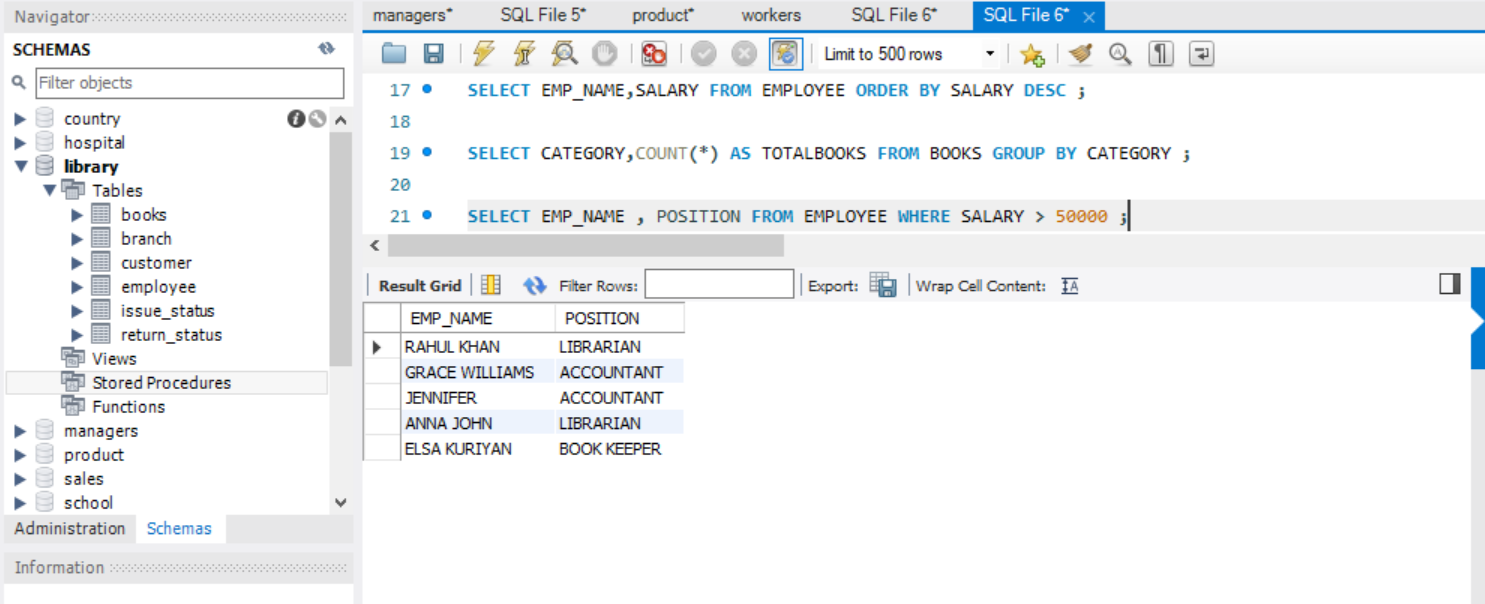 Navigator
SCHEMAS
Filter objects
country
hospital
library
Tables
books
branch
customer
employee
issue_status
return_status
Views
Stored Procedures
Functions
managers
product
sales
school
Administration Schemas
Information
managers* SQL File 5* product* workers SQL File 6* SQL File 6*
Limit to 500 rows
17 SELECT EMP_NAME,SALARY FROM EMPLOYEE ORDER BY SALARY DESC ;
18
19 SELECT CATEGORY,COUNT(*) AS TOTALBOOKS FROM BOOKS GROUP BY CATEGORY ;
20
21 SELECT EMP_NAME , POSITION FROM EMPLOYEE WHERE SALARY > 50000 ;
Result Grid Filter Rows: Export: Wrap Cell Content:
EMP_NAME POSITION
RAHUL KHAN LIBRARIAN
GRACE WILLIAMS ACCOUNTANT
JENNIFER ACCOUNTANT
ANNA JOHN LIBRARIAN
ELSA KURIYAN BOOK KEEPER